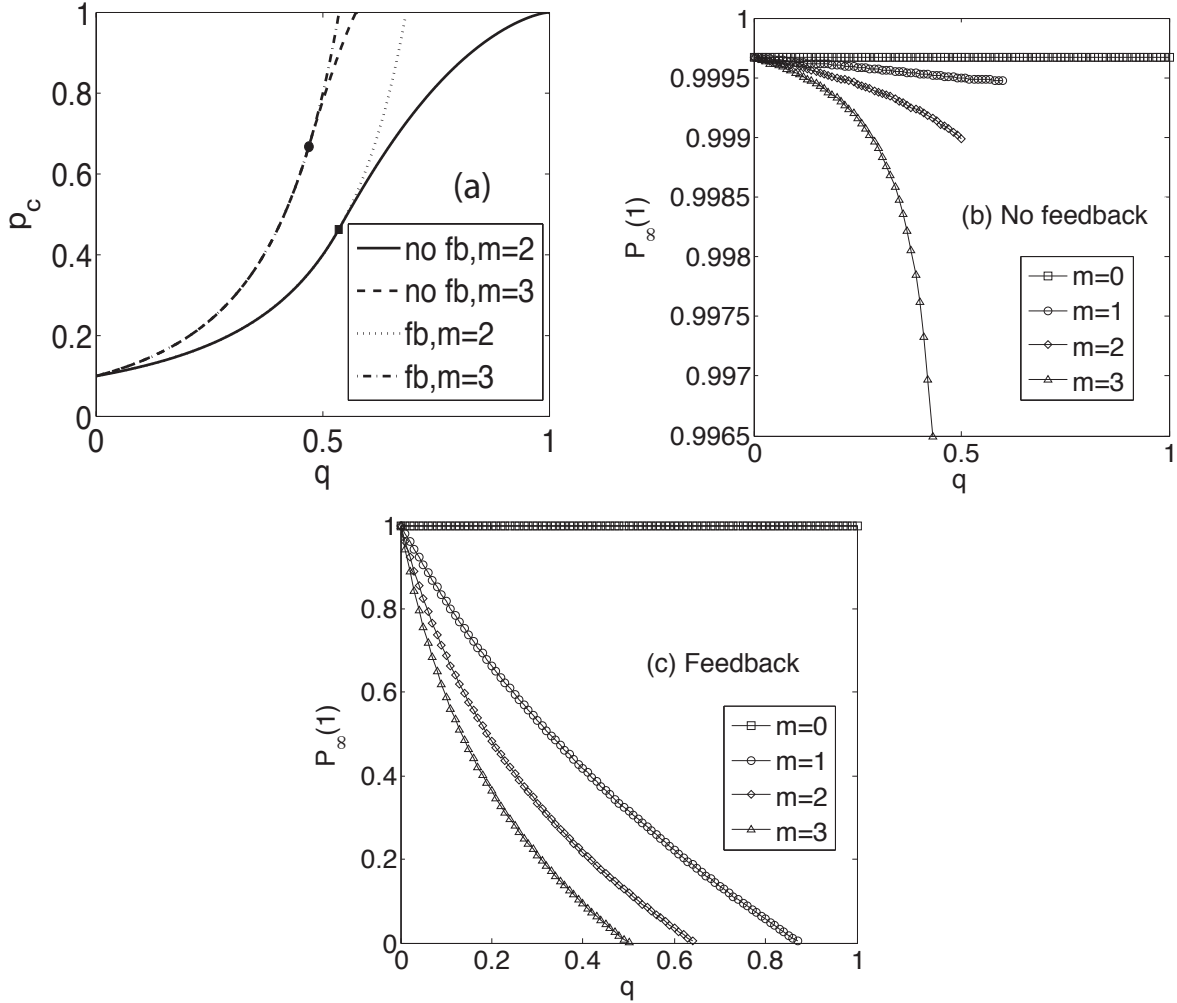 1
0.8
0.6
0.4
0.2
0
p_c
0
0.5
1
q
(a)
no fb,m=2
no fb,m=3
fb,m=2
fb,m=3
1
0.9995
0.999
0.9985
0.998
0.9975
0.997
0.9965
P_∞(1)
0
0.5
1
q
(b) No feedback
m=0
m=1
m=2
m=3
1
0.8
0.6
0.4
0.2
0
P_∞(1)
0
0.2
0.4
0.6
0.8
1
q
(c) Feedback
m=0
m=1
m=2
m=3